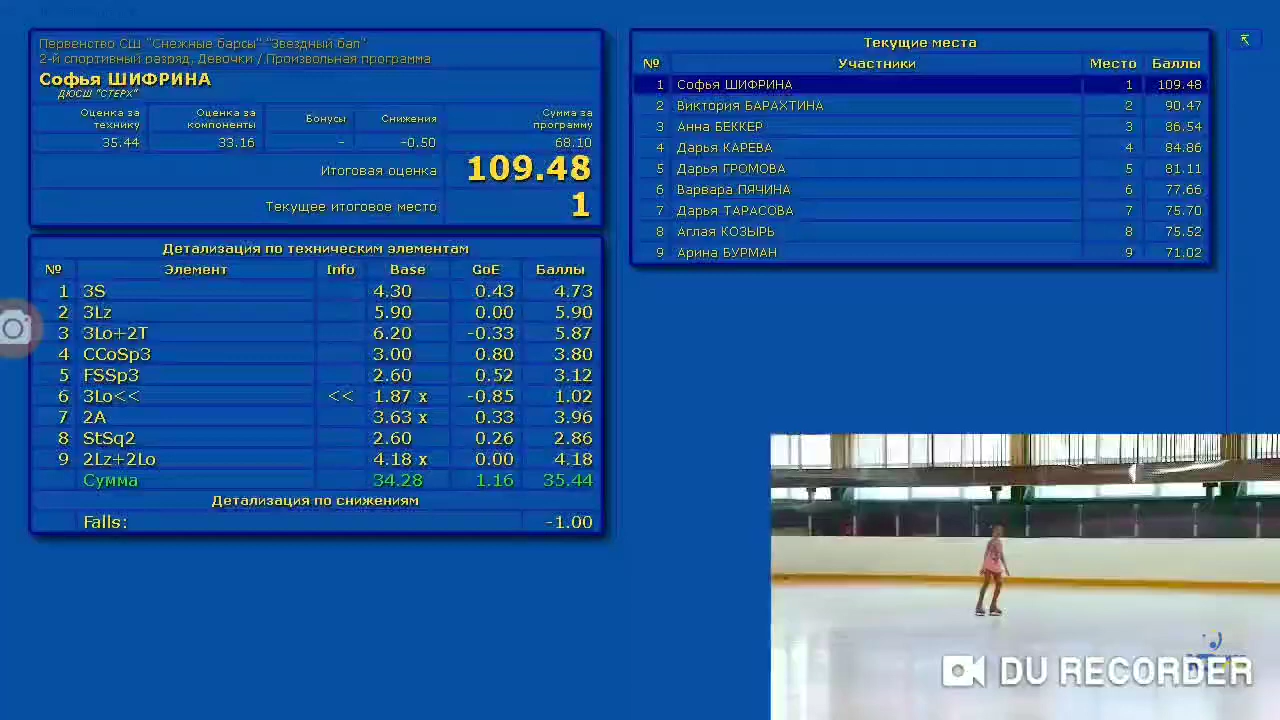 Первенство СШ "Снежные барсы" "Звездный бал"
2-й спортивный разряд, Девочки / Произвольная программа
Софья ШИФРИНА
ДЮСШ "СТЕРХ"
Оценка за технику Оценка за компоненты Бонусы Снижения Сумма за программу
35.44 33.16 - -0.50 68.10
Итоговая оценка 109.48
Текущее итоговое место 1
Детализация по техническим элементам
№ Элемент Info Base GoE Баллы
1 3S 4.30 0.43 4.73
2 3Lz 5.90 0.00 5.90
3 3Lo+2T 6.20 -0.33 5.87
4 CCoSp3 3.00 0.80 3.80
5 FSSp3 2.60 0.52 3.12
6 3Lo<< << 1.87 x -0.85 1.02
7 2A 3.63 x 0.33 3.96
8 StSq2 2.60 0.26 2.86
9 2Lz+2Lo 4.18 x 0.00 4.18
Сумма 34.28 1.16 35.44
Детализация по снижениям
Falls: -1.00
Текущие места
№ Участники Место Баллы
1 Софья ШИФРИНА 1 109.48
2 Виктория БАРАХТИНА 2 90.47
3 Анна БЕККЕР 3 86.54
4 Дарья КАРЕВА 4 84.86
5 Дарья ГРОМОВА 5 81.11
6 Варвара ПЯЧИНА 6 77.66
7 Дарья ТАРАСОВА 7 75.70
8 Аглая КОЗЫРЬ 8 75.52
9 Арина БУРМАН 9 71.02
DU RECORDER